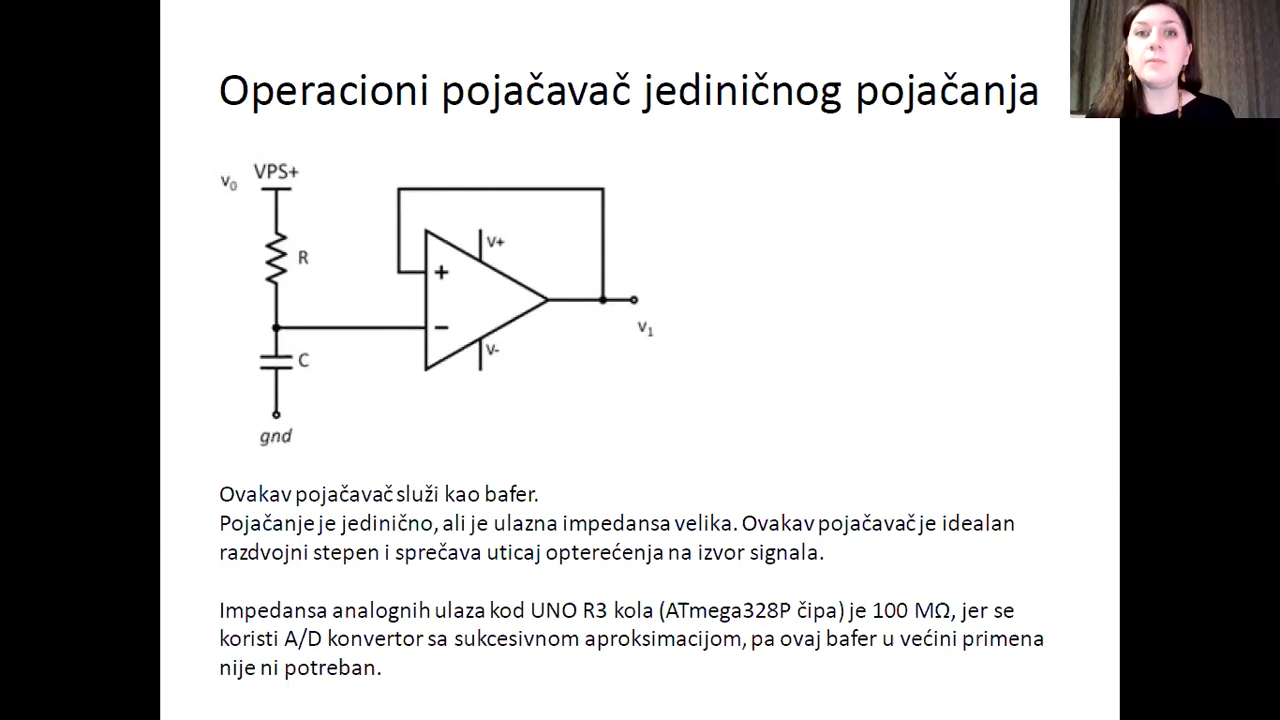 Operacioni pojačavač jediničnog pojačanja
v₀ VPS+
R
C
gnd
V+
+
−
V-
v₁
Ovakav pojačavač služi kao bafer.
Pojačanje je jedinično, ali je ulazna impedansa velika. Ovakav pojačavač je idealan
razdvojni stepen i sprečava uticaj opterećenja na izvor signala.
Impedansa analognih ulaza kod UNO R3 kola (ATmega328P čipa) je 100 MΩ, jer se
koristi A/D konvertor sa sukcesivnom aproksimacijom, pa ovaj bafer u većini primena
nije ni potreban.